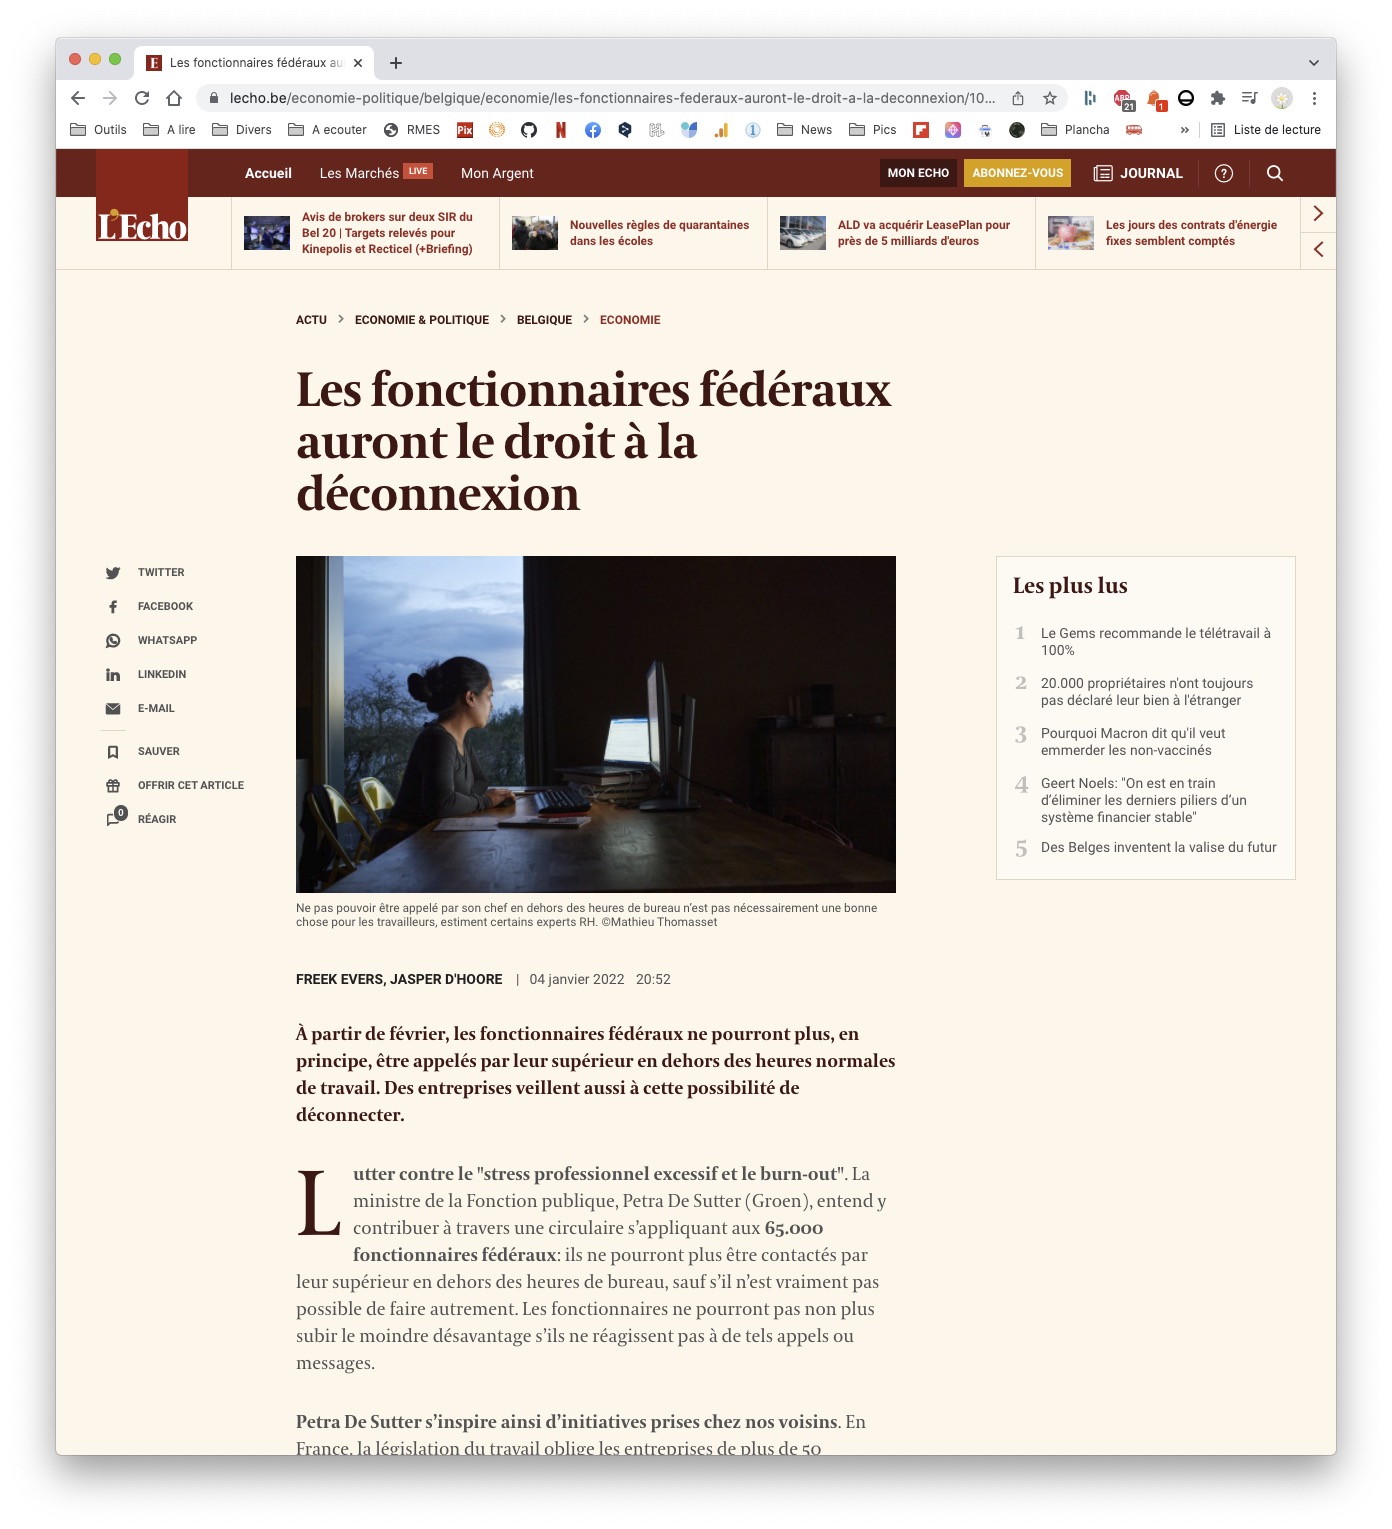 Les fonctionnaires fédéraux au
lecho.be/economie-politique/belgique/economie/les-fonctionnaires-federaux-auront-le-droit-a-la-deconnexion/10...
21
1
Outils
A lire
Divers
A ecouter
RMES
Pix
News
Pics
Plancha
»
Liste de lecture
L'Echo
Accueil
Les Marchés LIVE
Mon Argent
MON ECHO
ABONNEZ-VOUS
JOURNAL
Avis de brokers sur deux SIR du
Bel 20 | Targets relevés pour
Kinepolis et Recticel (+Briefing)
Nouvelles règles de quarantaines
dans les écoles
ALD va acquérir LeasePlan pour
près de 5 milliards d'euros
Les jours des contrats d'énergie
fixes semblent comptés
ACTU > ECONOMIE & POLITIQUE > BELGIQUE > ECONOMIE
Les fonctionnaires fédéraux
auront le droit à la
déconnexion
TWITTER
FACEBOOK
WHATSAPP
LINKEDIN
E-MAIL
SAUVER
OFFRIR CET ARTICLE
0
RÉAGIR
Ne pas pouvoir être appelé par son chef en dehors des heures de bureau n’est pas nécessairement une bonne
chose pour les travailleurs, estiment certains experts RH. ©Mathieu Thomasset
FREEK EVERS, JASPER D'HOORE | 04 janvier 2022 20:52
À partir de février, les fonctionnaires fédéraux ne pourront plus, en
principe, être appelés par leur supérieur en dehors des heures normales
de travail. Des entreprises veillent aussi à cette possibilité de
déconnecter.
Lutter contre le "stress professionnel excessif et le burn-out". La
ministre de la Fonction publique, Petra De Sutter (Groen), entend y
contribuer à travers une circulaire s’appliquant aux 65.000
fonctionnaires fédéraux: ils ne pourront plus être contactés par
leur supérieur en dehors des heures de bureau, sauf s’il n’est vraiment pas
possible de faire autrement. Les fonctionnaires ne pourront pas non plus
subir le moindre désavantage s’ils ne réagissent pas à de tels appels ou
messages.
Petra De Sutter s’inspire ainsi d’initiatives prises chez nos voisins. En
France, la législation du travail oblige les entreprises de plus de 50
Les plus lus
1 Le Gems recommande le télétravail à
100%
2 20.000 propriétaires n'ont toujours
pas déclaré leur bien à l'étranger
3 Pourquoi Macron dit qu'il veut
emmerder les non-vaccinés
4 Geert Noels: "On est en train
d’éliminer les derniers piliers d’un
système financier stable"
5 Des Belges inventent la valise du futur